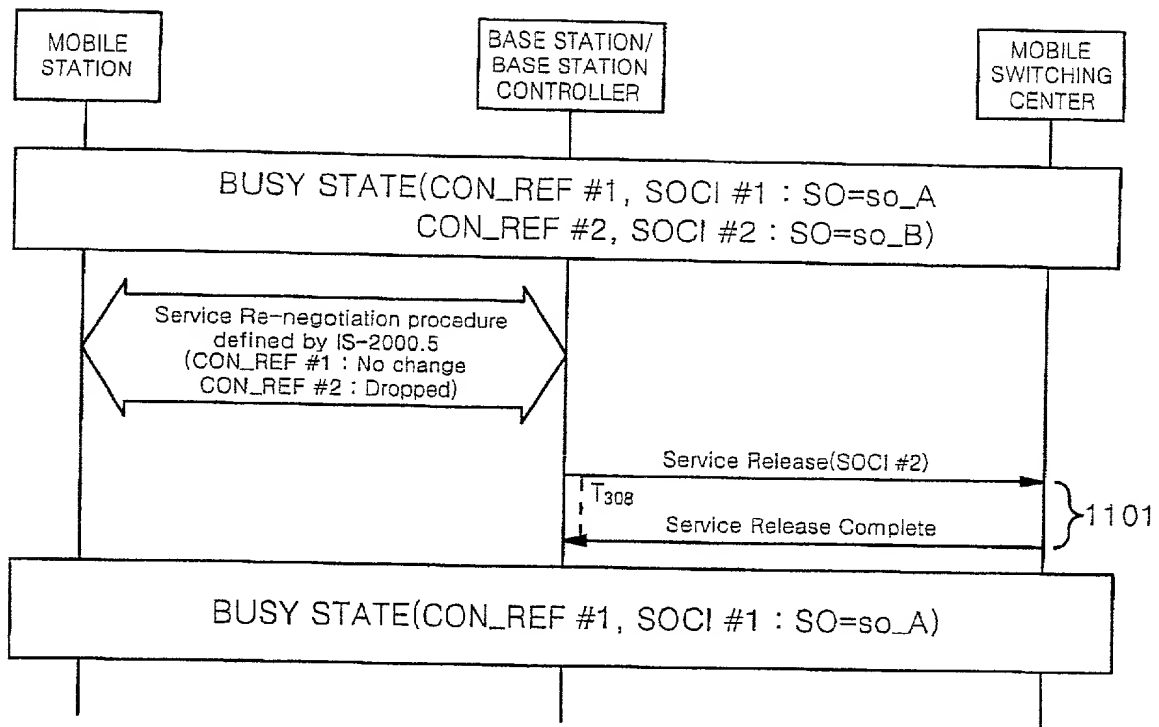 MOBILE
STATION
BASE STATION/
BASE STATION
CONTROLLER
MOBILE
SWITCHING
CENTER
BUSY STATE(CON_REF #1, SOCI #1 : SO=so_A
CON_REF #2, SOCI #2 : SO=so_B)
Service Re-negotiation procedure
defined by IS-2000.5
(CON_REF #1 : No change
CON_REF #2 : Dropped)
Service Release(SOCI #2)
T308
1101
Service Release Complete
BUSY STATE(CON_REF #1, SOCI #1 : SO=so_A)